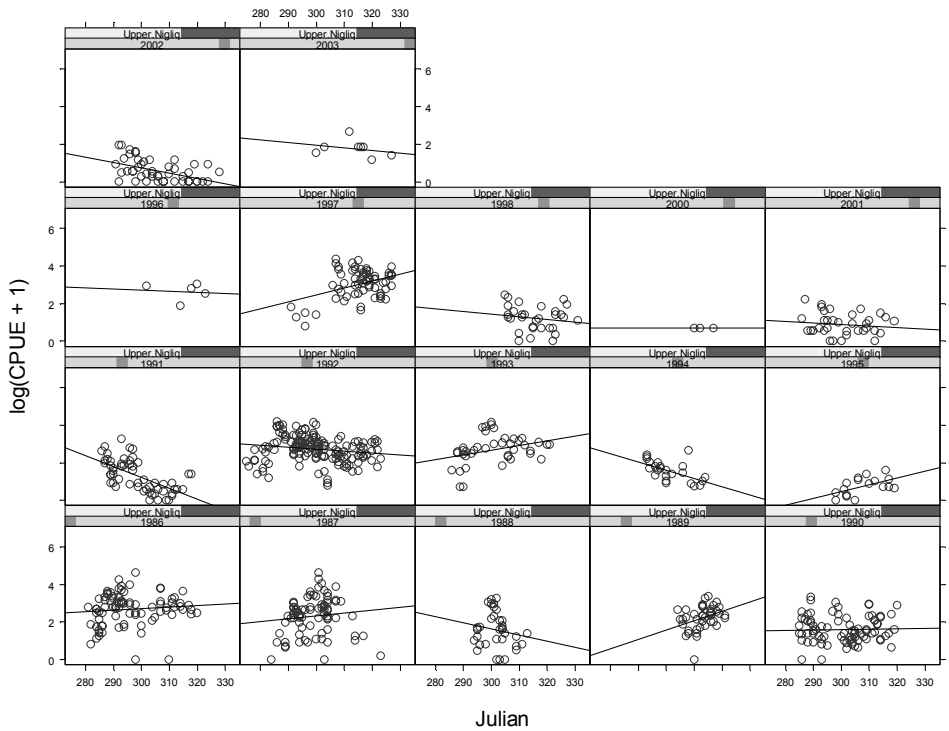 280 290 300 310 320 330
Upper.Nigliq Upper.Nigliq
2002 2003
6
4
2
0
Upper.Nigliq Upper.Nigliq Upper.Nigliq Upper.Nigliq Upper.Nigliq
1996 1997 1998 2000 2001
6
4
2
0
Upper.Nigliq Upper.Nigliq Upper.Nigliq Upper.Nigliq Upper.Nigliq
1991 1992 1993 1994 1995
Upper.Nigliq Upper.Nigliq Upper.Nigliq Upper.Nigliq Upper.Nigliq
1986 1987 1988 1989 1990
6
4
2
0
280 290 300 310 320 330 280 290 300 310 320 330 280 290 300 310 320 330
log(CPUE + 1)
Julian